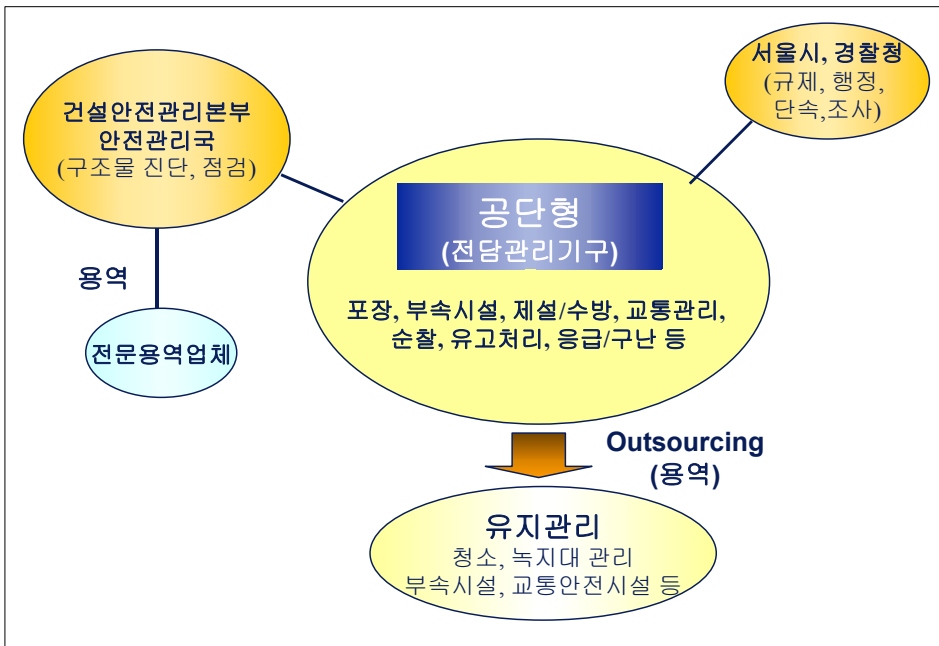 건설안전관리본부
안전관리국
(구조물 진단, 점검)
서울시, 경찰청
(규제, 행정,
단속,조사)
공단형
(전담관리기구)
포장, 부속시설, 제설/수방, 교통관리,
순찰, 유고처리, 응급/구난 등
용역
전문용역업체
Outsourcing
(용역)
유지관리
청소, 녹지대 관리
부속시설, 교통안전시설 등